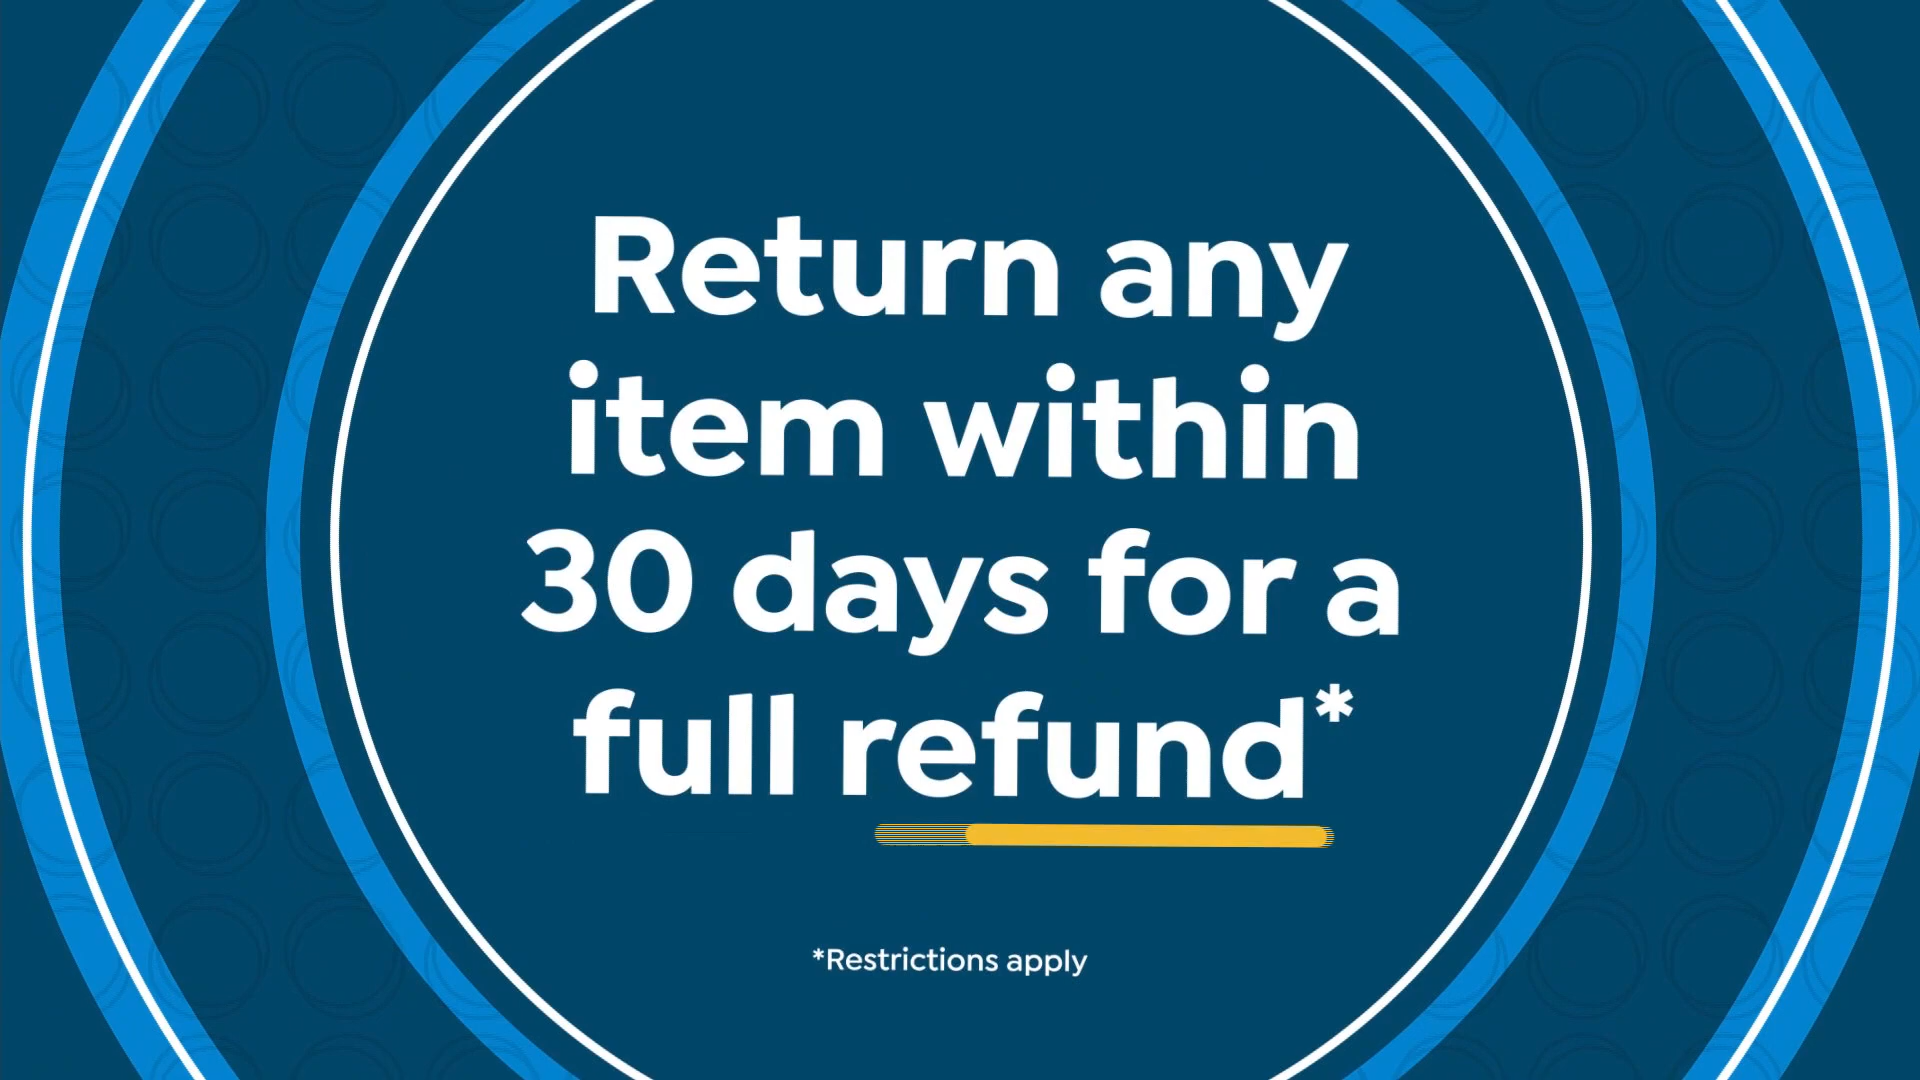 Return any
item within
30 days for a
full refund*
*Restrictions apply